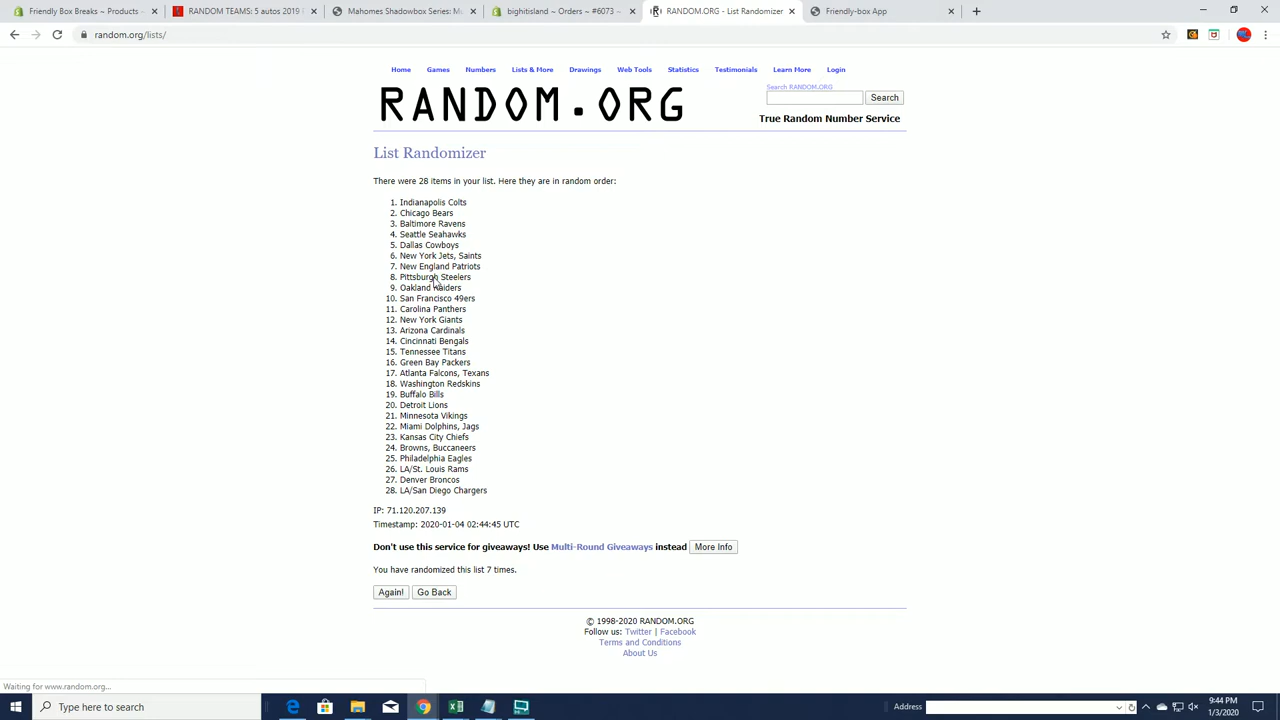 Friendly Box Breaks ~ Products
RANDOM TEAMS: 5 autos 2019
Mahomes Showdown Series
bighitisland ~ Orders ~ #6073
RANDOM.ORG - List Randomizer
Friendly-box App
random.org/lists/
Home Games Numbers Lists & More Drawings Web Tools Statistics Testimonials Learn More Login
RANDOM.ORG
Search RANDOM.ORG
Search
True Random Number Service
List Randomizer
There were 28 items in your list. Here they are in random order:
1. Indianapolis Colts
2. Chicago Bears
3. Baltimore Ravens
4. Seattle Seahawks
5. Dallas Cowboys
6. New York Jets, Saints
7. New England Patriots
8. Pittsburgh Steelers
9. Oakland Raiders
10. San Francisco 49ers
11. Carolina Panthers
12. New York Giants
13. Arizona Cardinals
14. Cincinnati Bengals
15. Tennessee Titans
16. Green Bay Packers
17. Atlanta Falcons, Texans
18. Washington Redskins
19. Buffalo Bills
20. Detroit Lions
21. Minnesota Vikings
22. Miami Dolphins, Jags
23. Kansas City Chiefs
24. Browns, Buccaneers
25. Philadelphia Eagles
26. LA/St. Louis Rams
27. Denver Broncos
28. LA/San Diego Chargers
IP: 71.120.207.139
Timestamp: 2020-01-04 02:44:45 UTC
Don't use this service for giveaways! Use Multi-Round Giveaways instead More Info
You have randomized this list 7 times.
Again! Go Back
© 1998-2020 RANDOM.ORG
Follow us: Twitter | Facebook
Terms and Conditions
About Us
Waiting for www.random.org...
Type here to search
Address
9:44 PM
1/3/2020